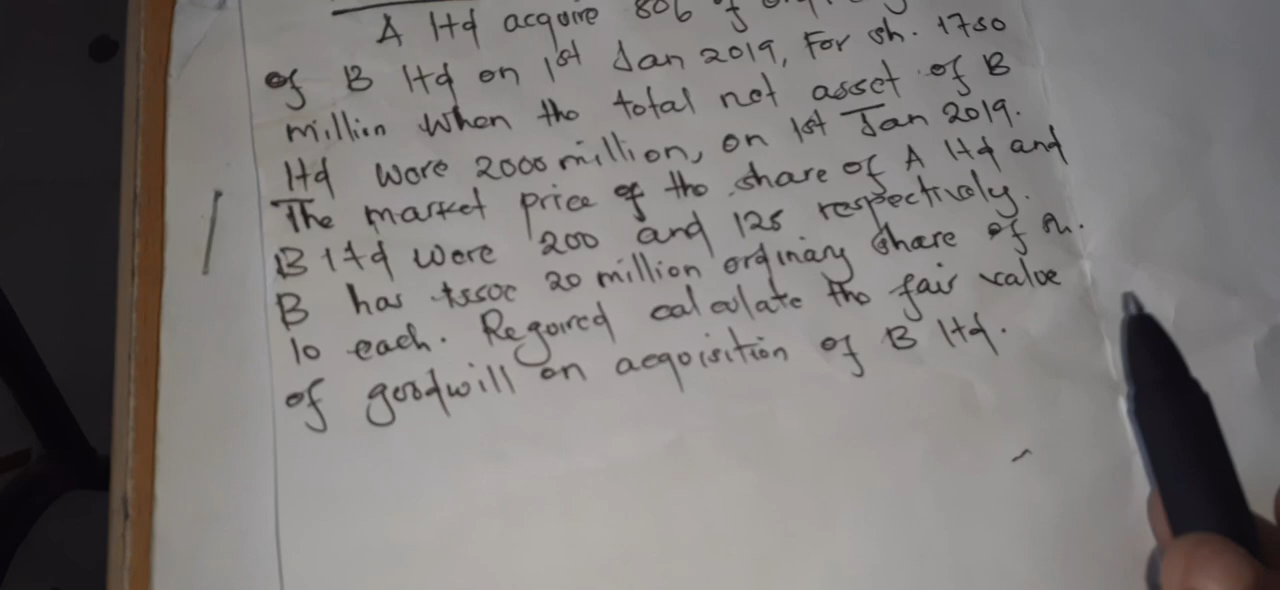 A ltd acquire 80% of
of B ltd on 1st Jan 2019, For sh. 1750
million when the total net asset of B
ltd were 2000 million, on 1st Jan 2019.
The market price of the share of A ltd and
B ltd were 200 and 125 respectively.
B has issue 20 million ordinary share of sh.
10 each. Required calculate the fair value
of goodwill on acquisition of B ltd.